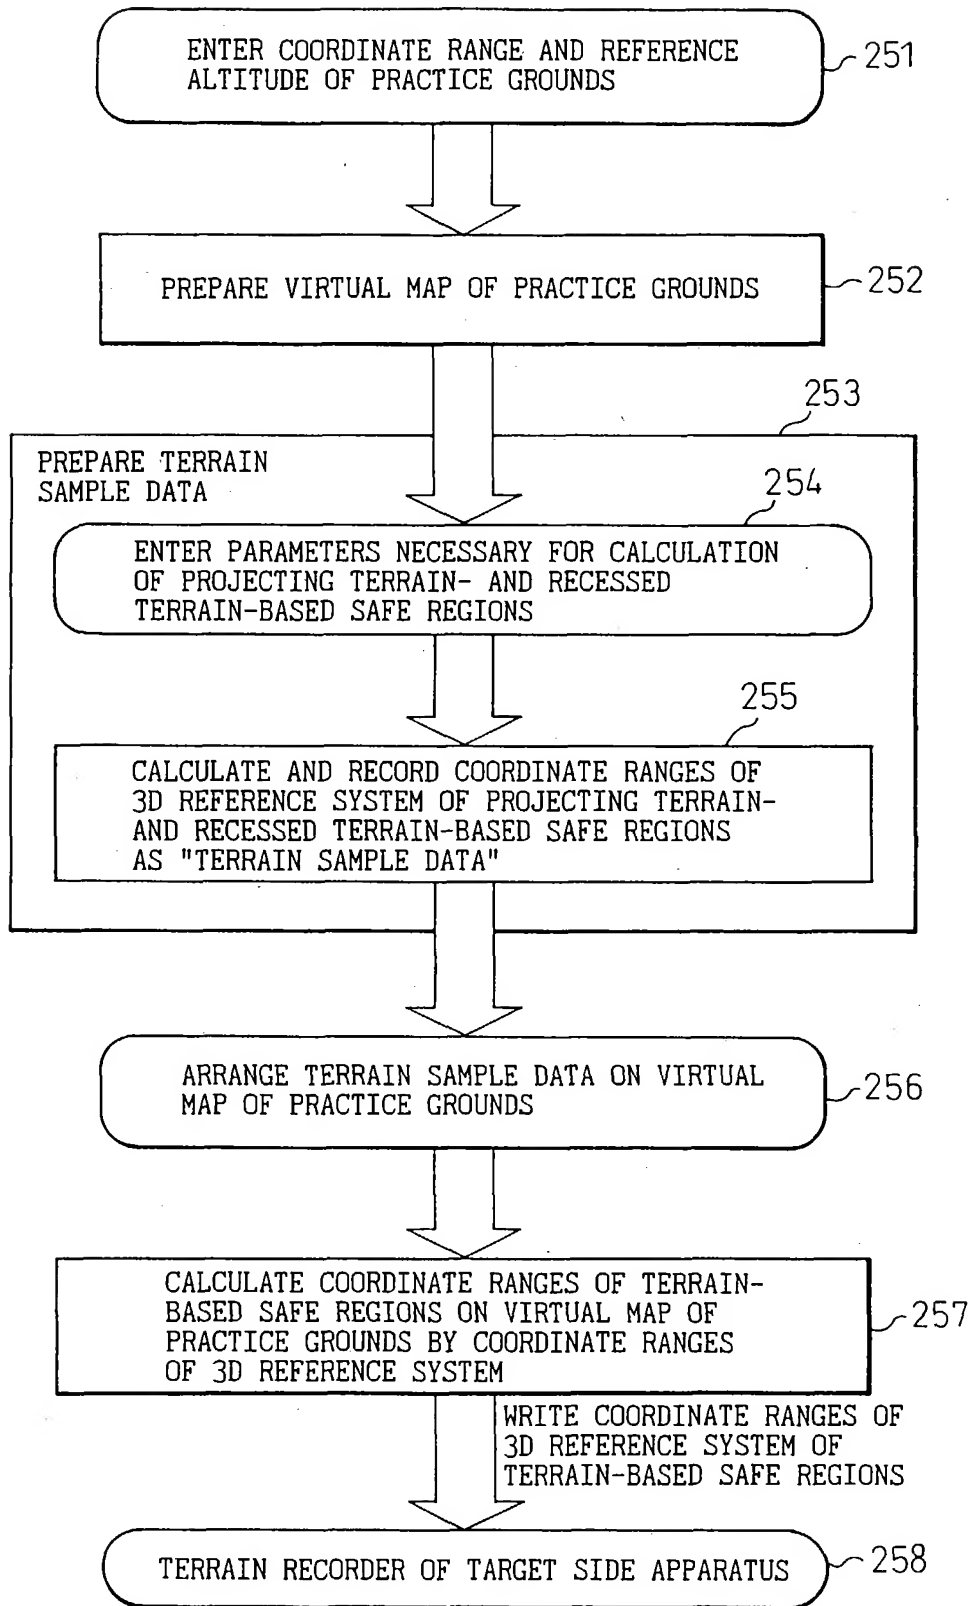 ENTER COORDINATE RANGE AND REFERENCE
ALTITUDE OF PRACTICE GROUNDS
251
PREPARE VIRTUAL MAP OF PRACTICE GROUNDS
252
253
PREPARE TERRAIN
SAMPLE DATA
254
ENTER PARAMETERS NECESSARY FOR CALCULATION
OF PROJECTING TERRAIN- AND RECESSED
TERRAIN-BASED SAFE REGIONS
255
CALCULATE AND RECORD COORDINATE RANGES OF
3D REFERENCE SYSTEM OF PROJECTING TERRAIN-
AND RECESSED TERRAIN-BASED SAFE REGIONS
AS "TERRAIN SAMPLE DATA"
ARRANGE TERRAIN SAMPLE DATA ON VIRTUAL
MAP OF PRACTICE GROUNDS
256
CALCULATE COORDINATE RANGES OF TERRAIN-
BASED SAFE REGIONS ON VIRTUAL MAP OF
PRACTICE GROUNDS BY COORDINATE RANGES
OF 3D REFERENCE SYSTEM
257
WRITE COORDINATE RANGES OF
3D REFERENCE SYSTEM OF
TERRAIN-BASED SAFE REGIONS
TERRAIN RECORDER OF TARGET SIDE APPARATUS
258